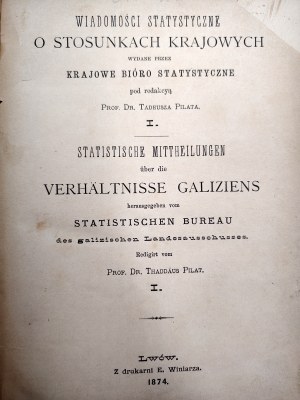 WIADOMOŚCI STATYSTYCZNE
O STOSUNKACH KRAJOWYCH
WYDANE PRZEZ
KRAJOWE BIÓRO STATYSTYCZNE
pod redakcyą
PROF. DR. TADEUSZA PILATA.
I.
STATISTISCHE MITTHEILUNGEN
über die
VERHÄLTNISSE GALIZIENS
herausgegeben vom
STATISTISCHEN BUREAU
des galizischen Landesausschusses.
Redigirt vom
PROF. DR. THADDÄUS PILAT.
I.
Lwów.
Z drukarni E. Winiarza.
1874.